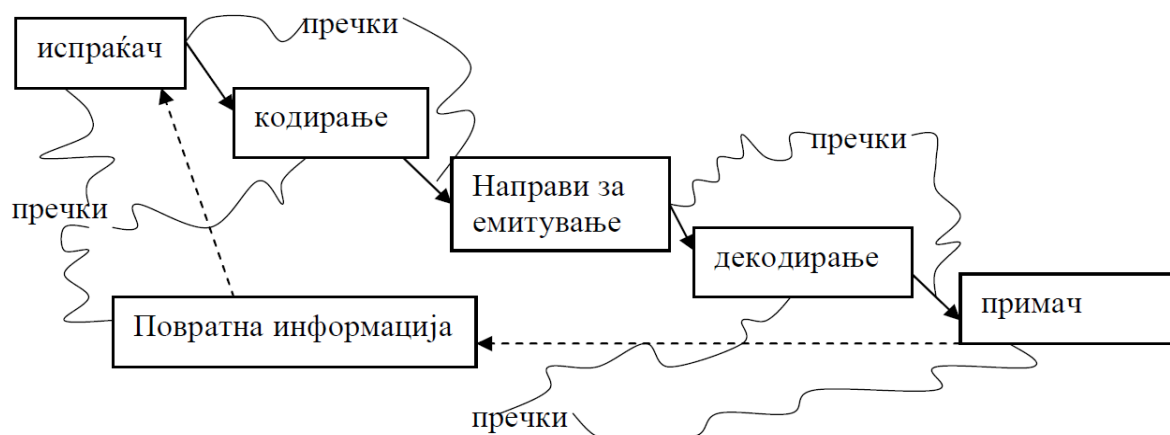 пречки
испраќач
кодирање
пречки
Направи за
емитување
пречки
декодирање
примач
Повратна информација
пречки